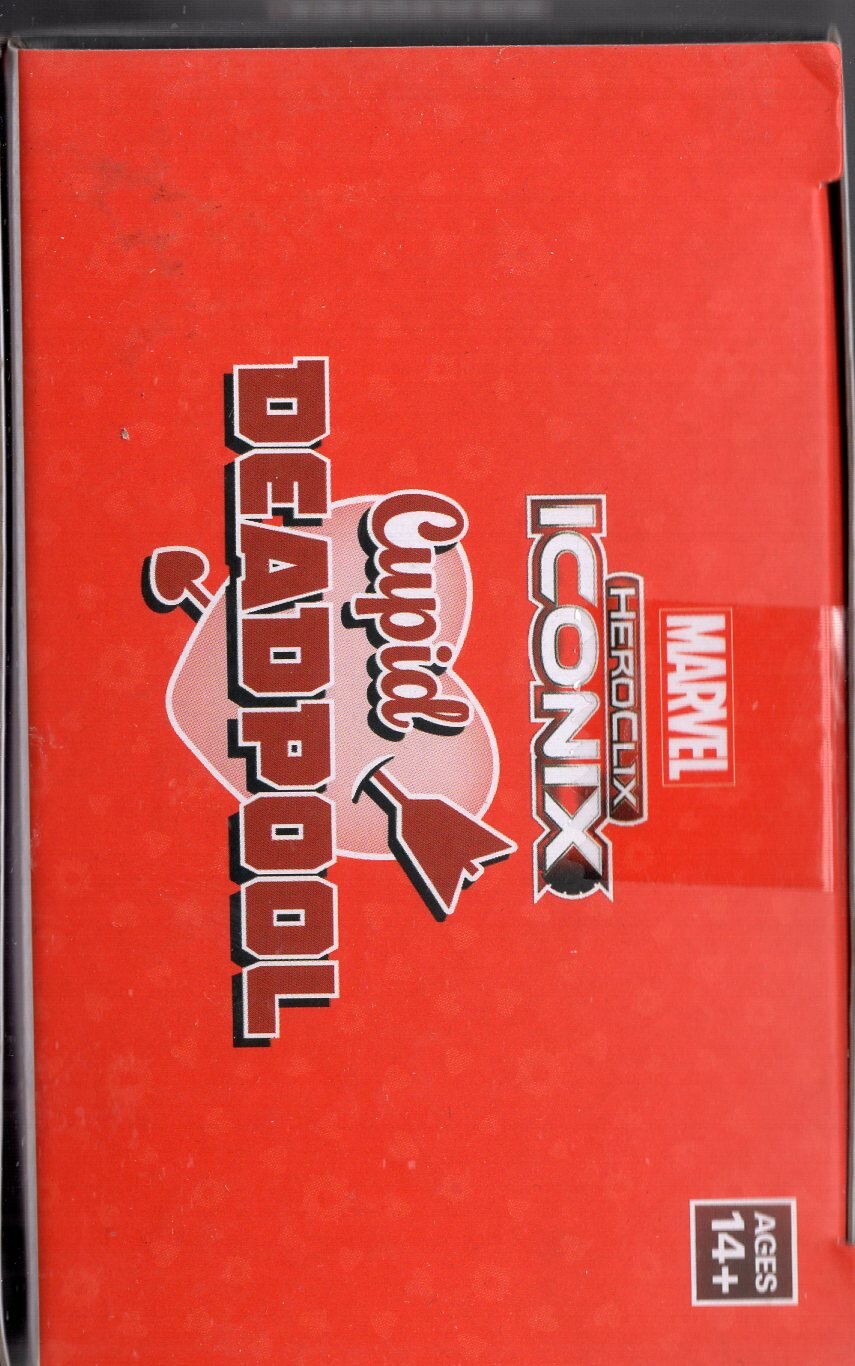 MARVEL
HEROCLIX
ICONIX
Cupid
DEADPOOL
AGES
14+